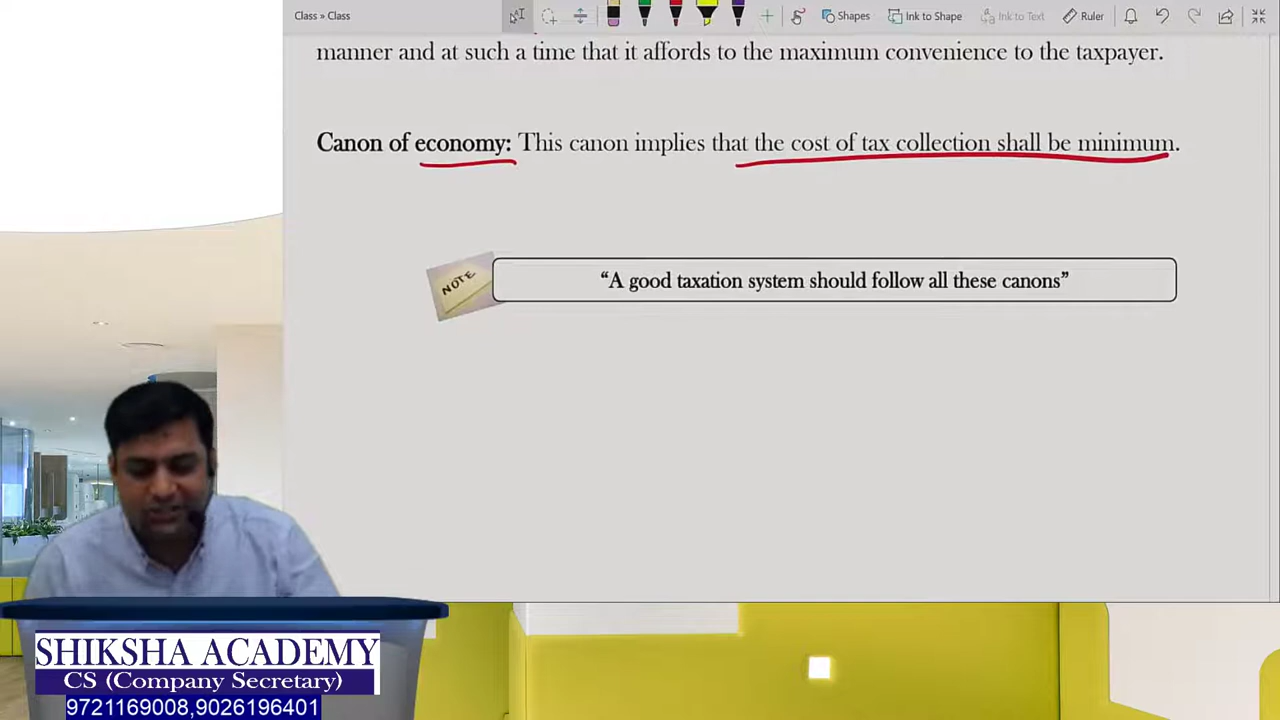 Class » Class
Shapes
Ink to Shape
Ink to Text
Ruler
manner and at such a time that it affords to the maximum convenience to the taxpayer.
Canon of economy: This canon implies that the cost of tax collection shall be minimum.
NOTE
“A good taxation system should follow all these canons”
SHIKSHA ACADEMY
CS (Company Secretary)
9721169008,9026196401